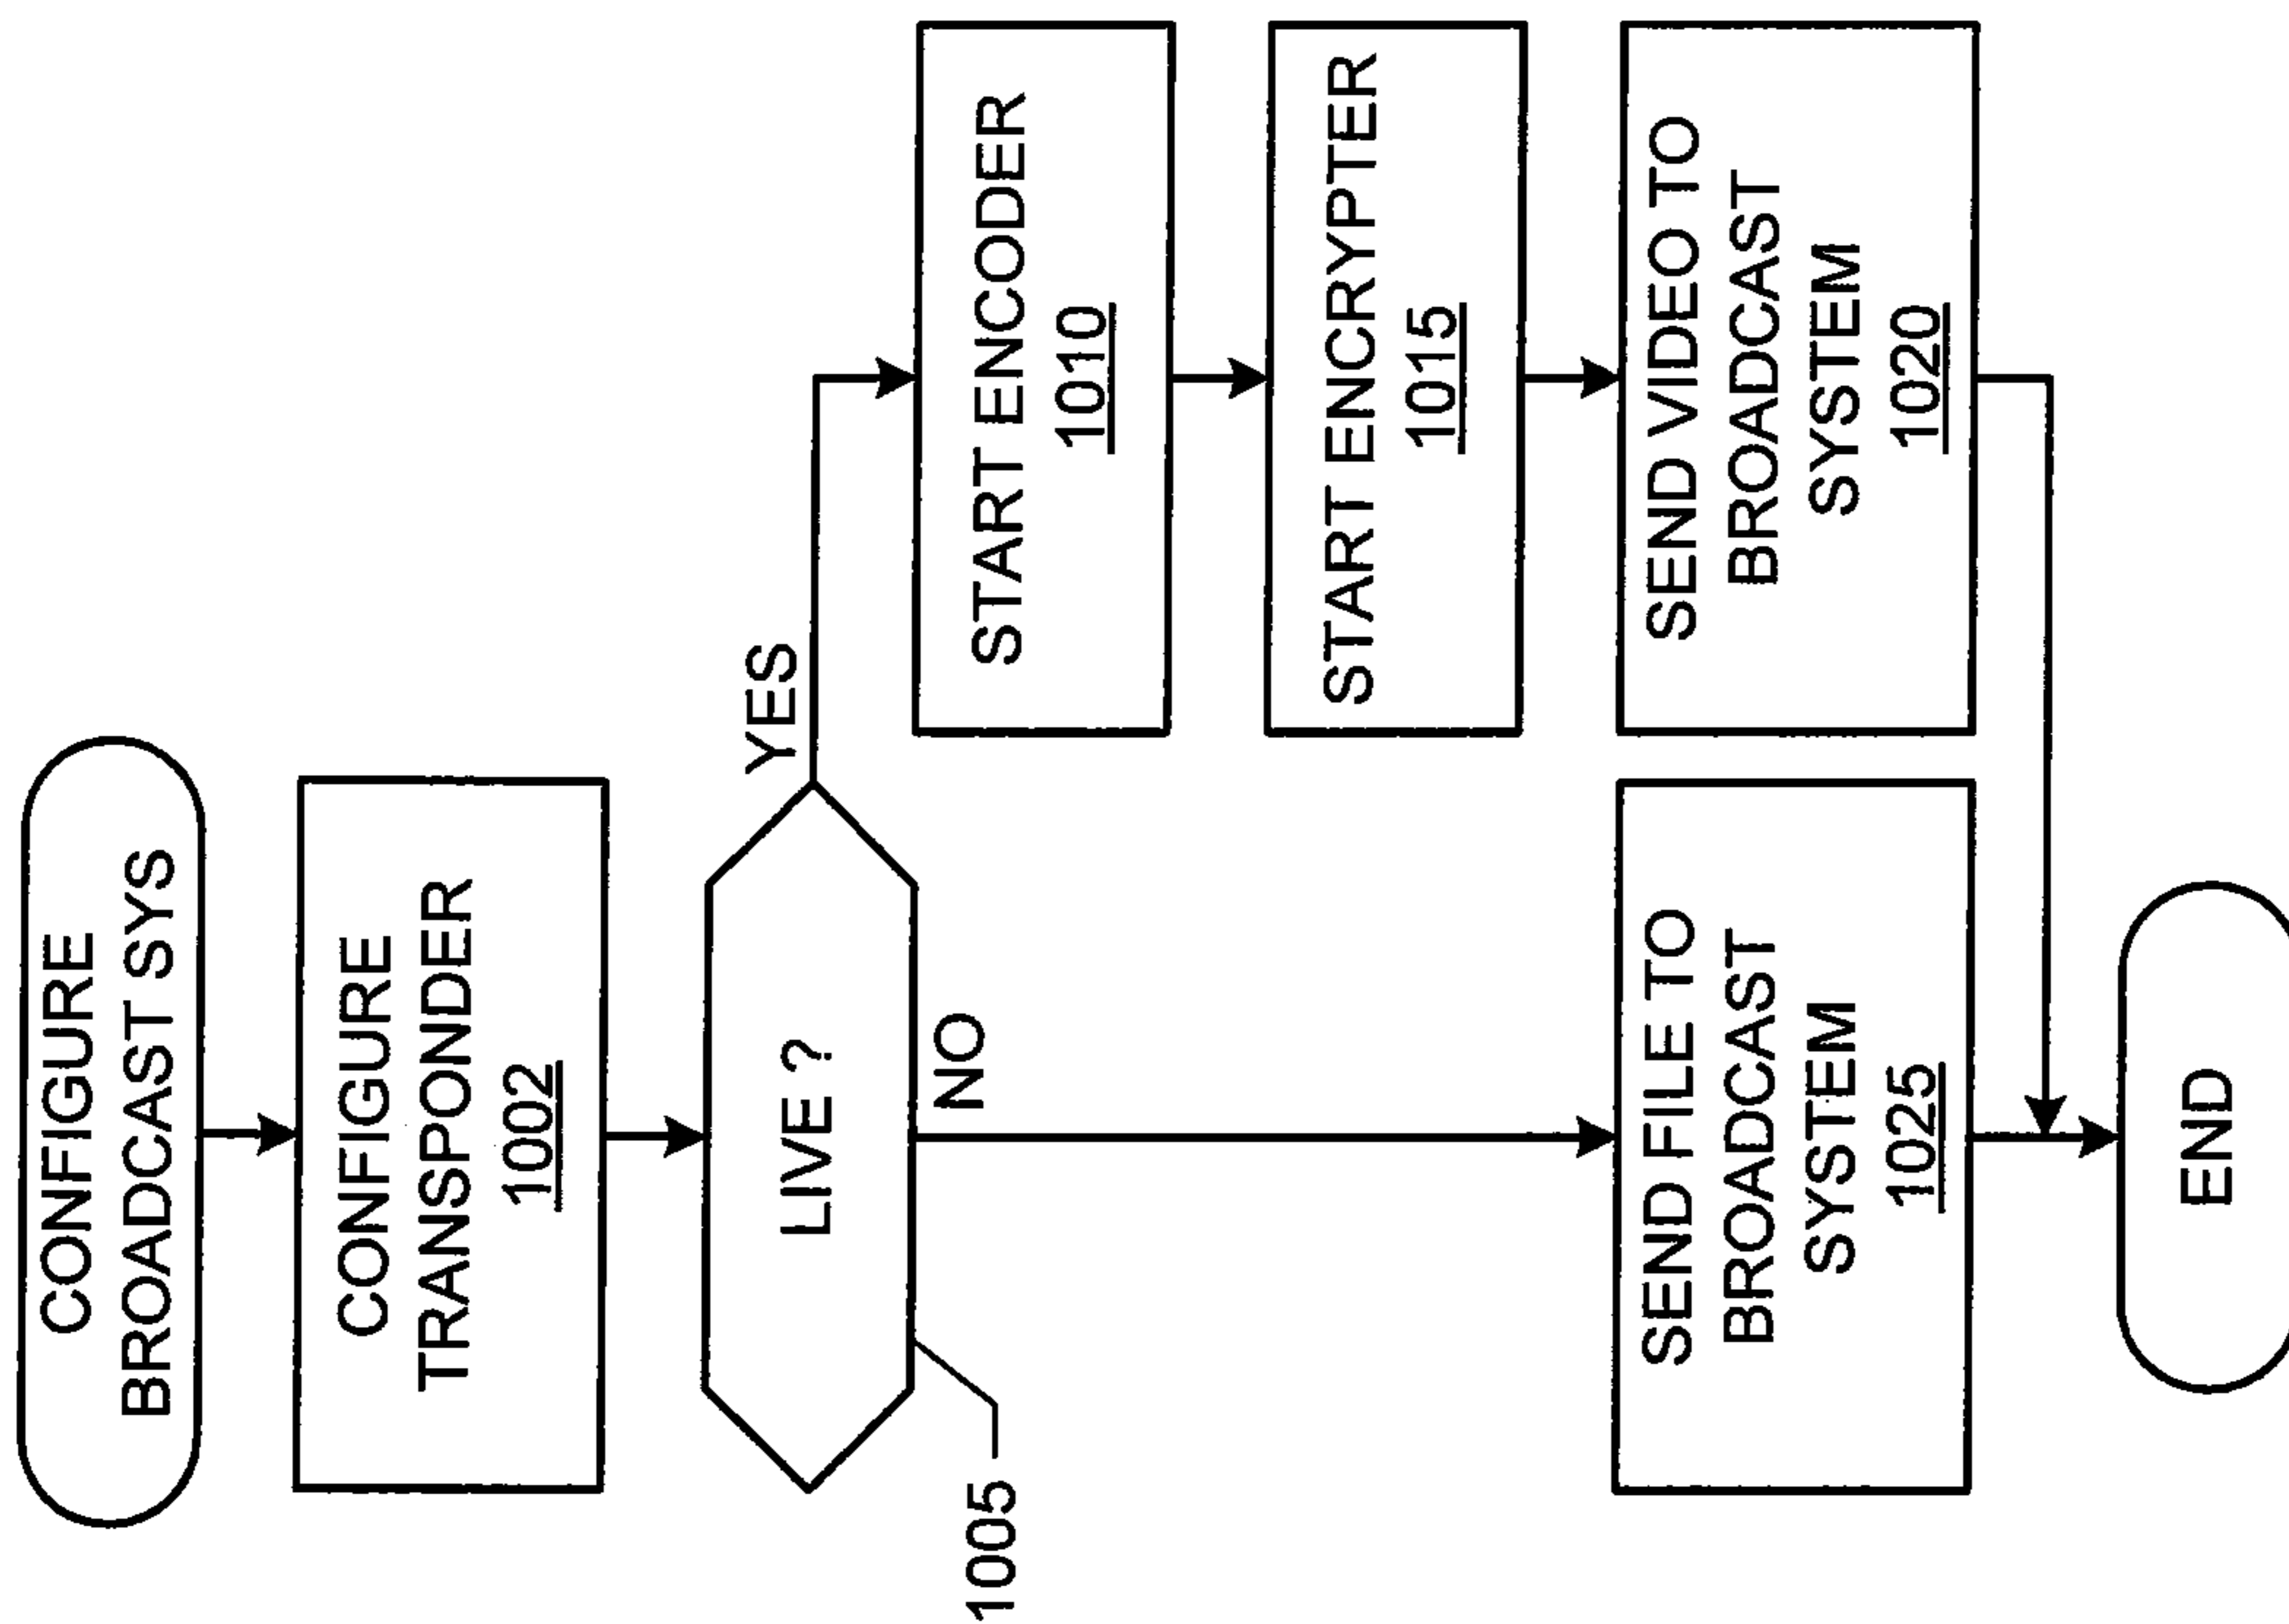 CONFIGURE
BROADCAST SYS
CONFIGURE
TRANSPONDER
1002
LIVE ?
YES
NO
1005
START ENCODER
1010
START ENCRYPTER
1015
SEND VIDEO TO
BROADCAST
SYSTEM
1020
SEND FILE TO
BROADCAST
SYSTEM
1025
END